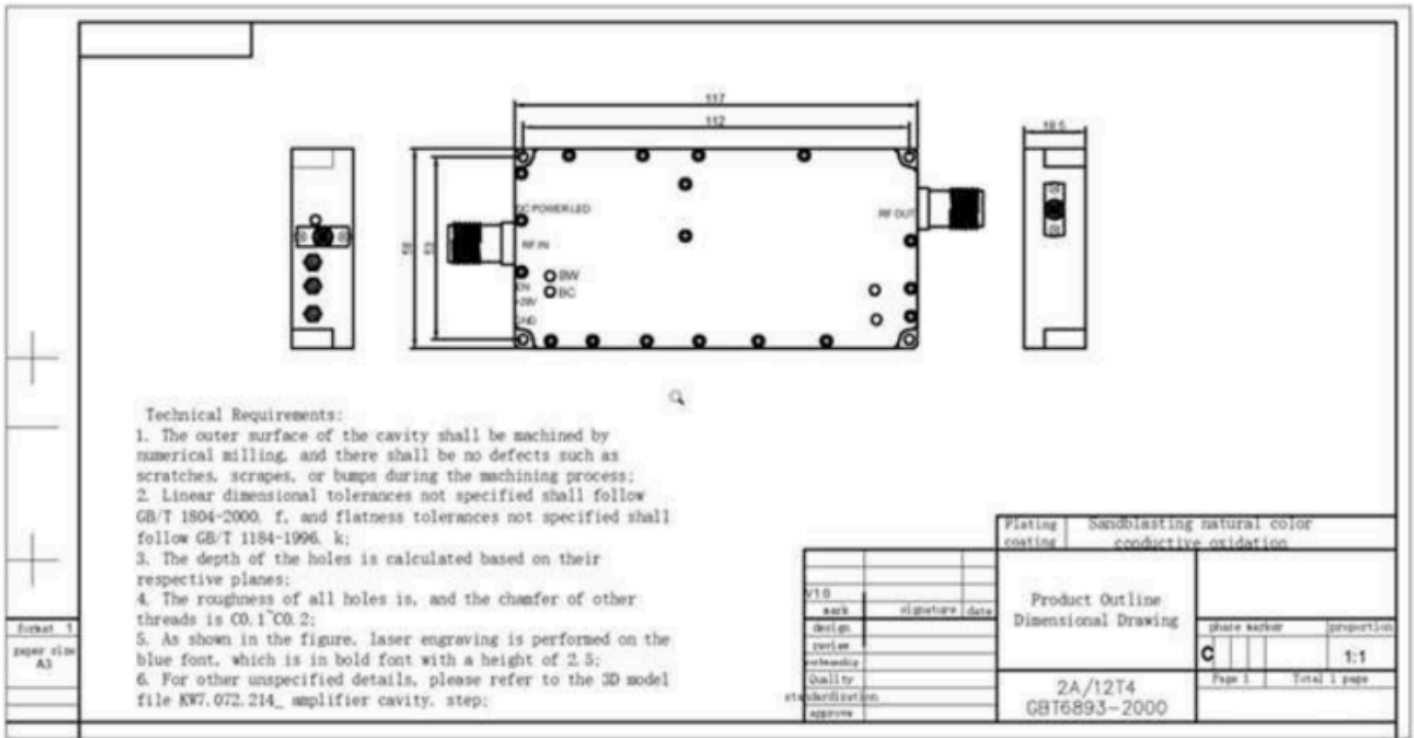 117
112
18.5
58
53
DC POWER LED
RF IN
RF OUT
BW
BC
EN
+28V
GND
Technical Requirements:
1. The outer surface of the cavity shall be machined by
numerical milling, and there shall be no defects such as
scratches, scrapes, or bumps during the machining process;
2. Linear dimensional tolerances not specified shall follow
GB/T 1804-2000. f, and flatness tolerances not specified shall
follow GB/T 1184-1996. k;
3. The depth of the holes is calculated based on their
respective planes;
4. The roughness of all holes is, and the chamfer of other
threads is C0.1~C0.2;
5. As shown in the figure, laser engraving is performed on the
blue font, which is in bold font with a height of 2.5;
6. For other unspecified details, please refer to the 3D model
file KW7.072.214_ amplifier cavity. step;
format 1
paper size
A3
Plating coating
Sandblasting natural color
conductive oxidation
V1.0
mark signature date
design
review
Quality
standardization
approve
Product Outline
Dimensional Drawing
2A/12T4
GBT6893-2000
phase marker proportion
C
1:1
Page 1 Total 1 page